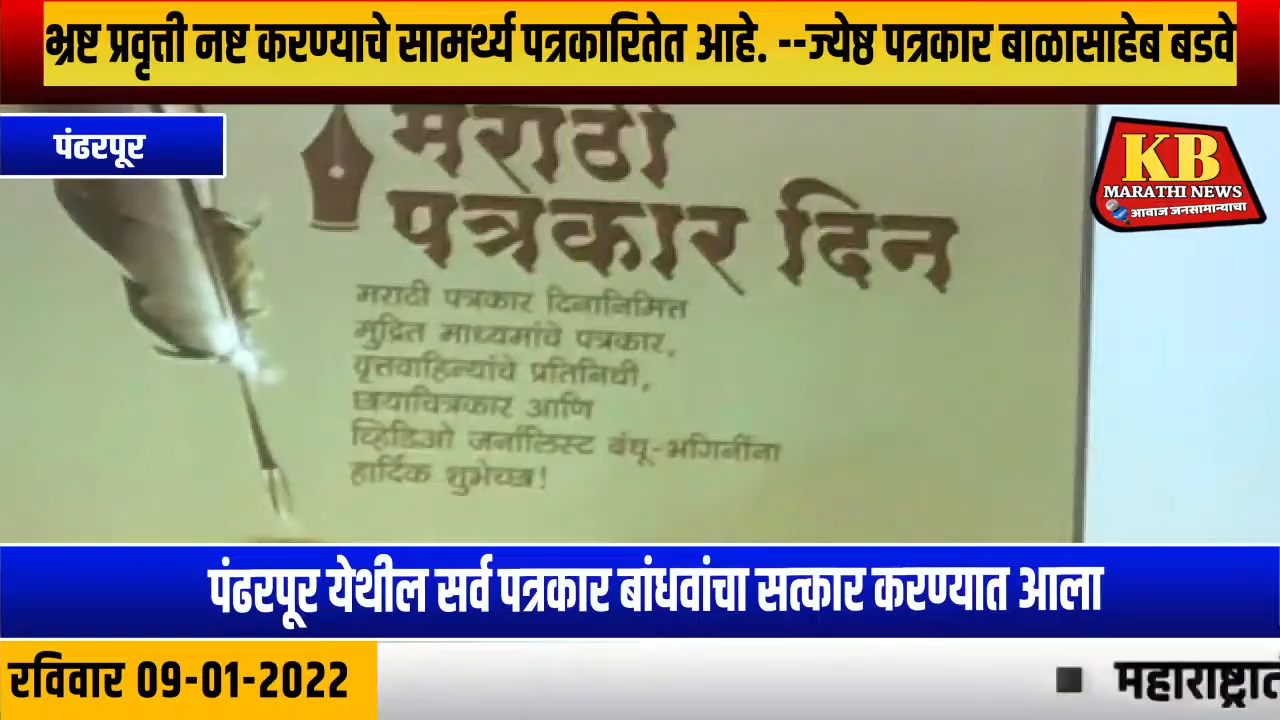 भ्रष्ट प्रवृत्ती नष्ट करण्याचे सामर्थ्य पत्रकारितेत आहे. --ज्येष्ठ पत्रकार बाळासाहेब बडवे
पंढरपूर
KB
MARATHI NEWS
आवाज जनसामान्याचा
मराठी
पत्रकार दिन
मराठी पत्रकार दिनानिमित्त
मुद्रित माध्यमांचे पत्रकार,
वृत्तवाहिन्यांचे प्रतिनिधी,
छायाचित्रकार आणि
व्हिडिओ जर्नालिस्ट बंधू-भगिनींना
हार्दिक शुभेच्छा!
पंढरपूर येथील सर्व पत्रकार बांधवांचा सत्कार करण्यात आला
रविवार 09-01-2022